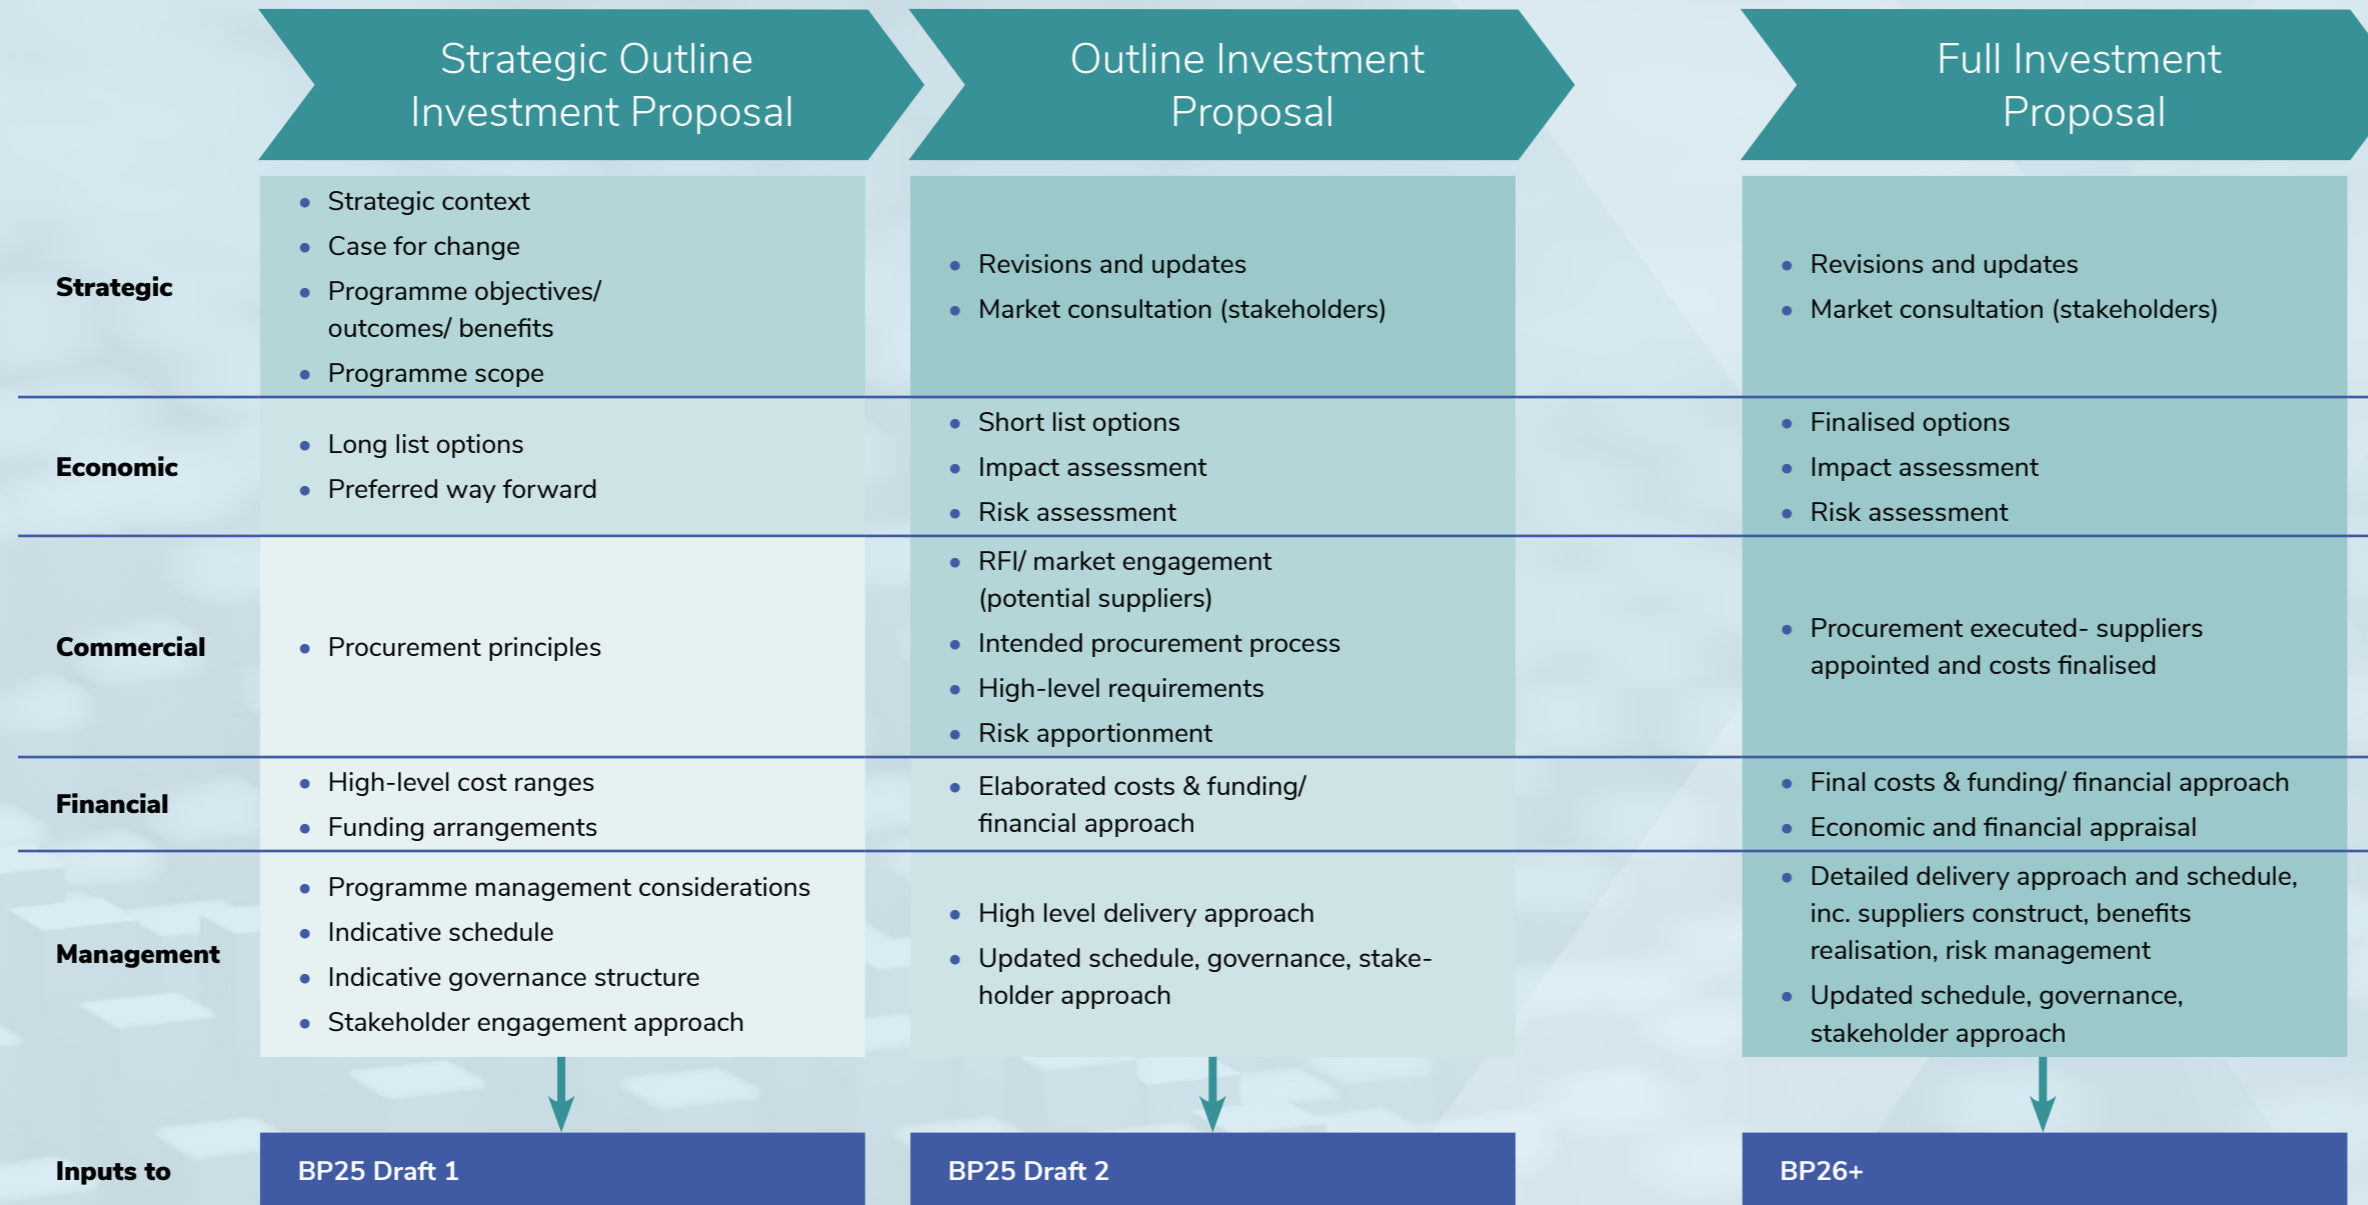 Strategic Outline
Investment Proposal
Outline Investment
Proposal
Full Investment
Proposal
Strategic
• Strategic context
• Case for change
• Programme objectives/
outcomes/ benefits
• Programme scope
• Revisions and updates
• Market consultation (stakeholders)
• Revisions and updates
• Market consultation (stakeholders)
Economic
• Long list options
• Preferred way forward
• Short list options
• Impact assessment
• Risk assessment
• Finalised options
• Impact assessment
• Risk assessment
Commercial
• Procurement principles
• RFI/ market engagement
(potential suppliers)
• Intended procurement process
• High-level requirements
• Risk apportionment
• Procurement executed- suppliers
appointed and costs finalised
Financial
• High-level cost ranges
• Funding arrangements
• Elaborated costs & funding/
financial approach
• Final costs & funding/ financial approach
• Economic and financial appraisal
Management
• Programme management considerations
• Indicative schedule
• Indicative governance structure
• Stakeholder engagement approach
• High level delivery approach
• Updated schedule, governance, stake-
holder approach
• Detailed delivery approach and schedule,
inc. suppliers construct, benefits
realisation, risk management
• Updated schedule, governance,
stakeholder approach
Inputs to
BP25 Draft 1
BP25 Draft 2
BP26+